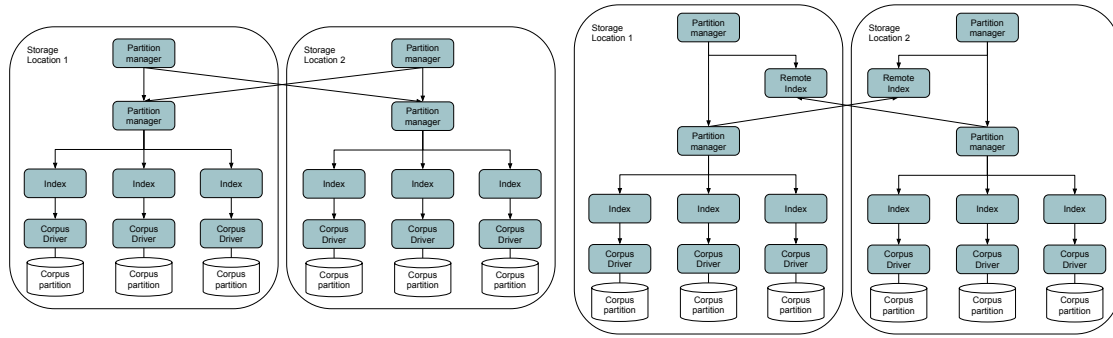 Storage
Location 1
Partition
manager
Partition
manager
Index
Index
Index
Corpus
Driver
Corpus
Driver
Corpus
Driver
Corpus
partition
Corpus
partition
Corpus
partition
Storage
Location 2
Partition
manager
Partition
manager
Index
Index
Index
Corpus
Driver
Corpus
Driver
Corpus
Driver
Corpus
partition
Corpus
partition
Corpus
partition
Storage
Location 1
Partition
manager
Remote
Index
Partition
manager
Index
Index
Index
Corpus
Driver
Corpus
Driver
Corpus
Driver
Corpus
partition
Corpus
partition
Corpus
partition
Storage
Location 2
Partition
manager
Remote
Index
Partition
manager
Index
Index
Index
Corpus
Driver
Corpus
Driver
Corpus
Driver
Corpus
partition
Corpus
partition
Corpus
partition